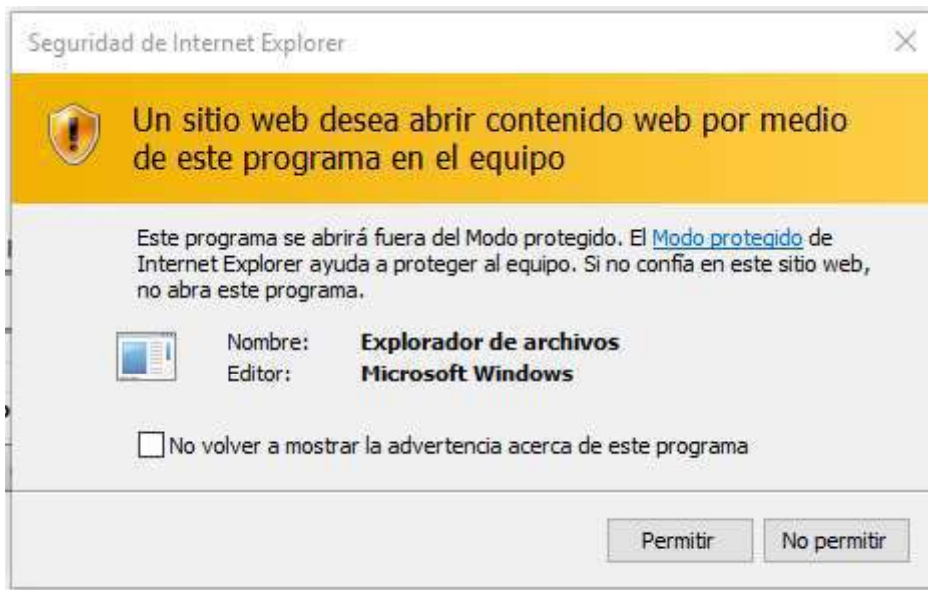 Seguridad de Internet Explorer
Un sitio web desea abrir contenido web por medio
de este programa en el equipo
Este programa se abrirá fuera del Modo protegido. El Modo protegido de
Internet Explorer ayuda a proteger al equipo. Si no confía en este sitio web,
no abra este programa.
Nombre: Explorador de archivos
Editor: Microsoft Windows
No volver a mostrar la advertencia acerca de este programa
Permitir No permitir